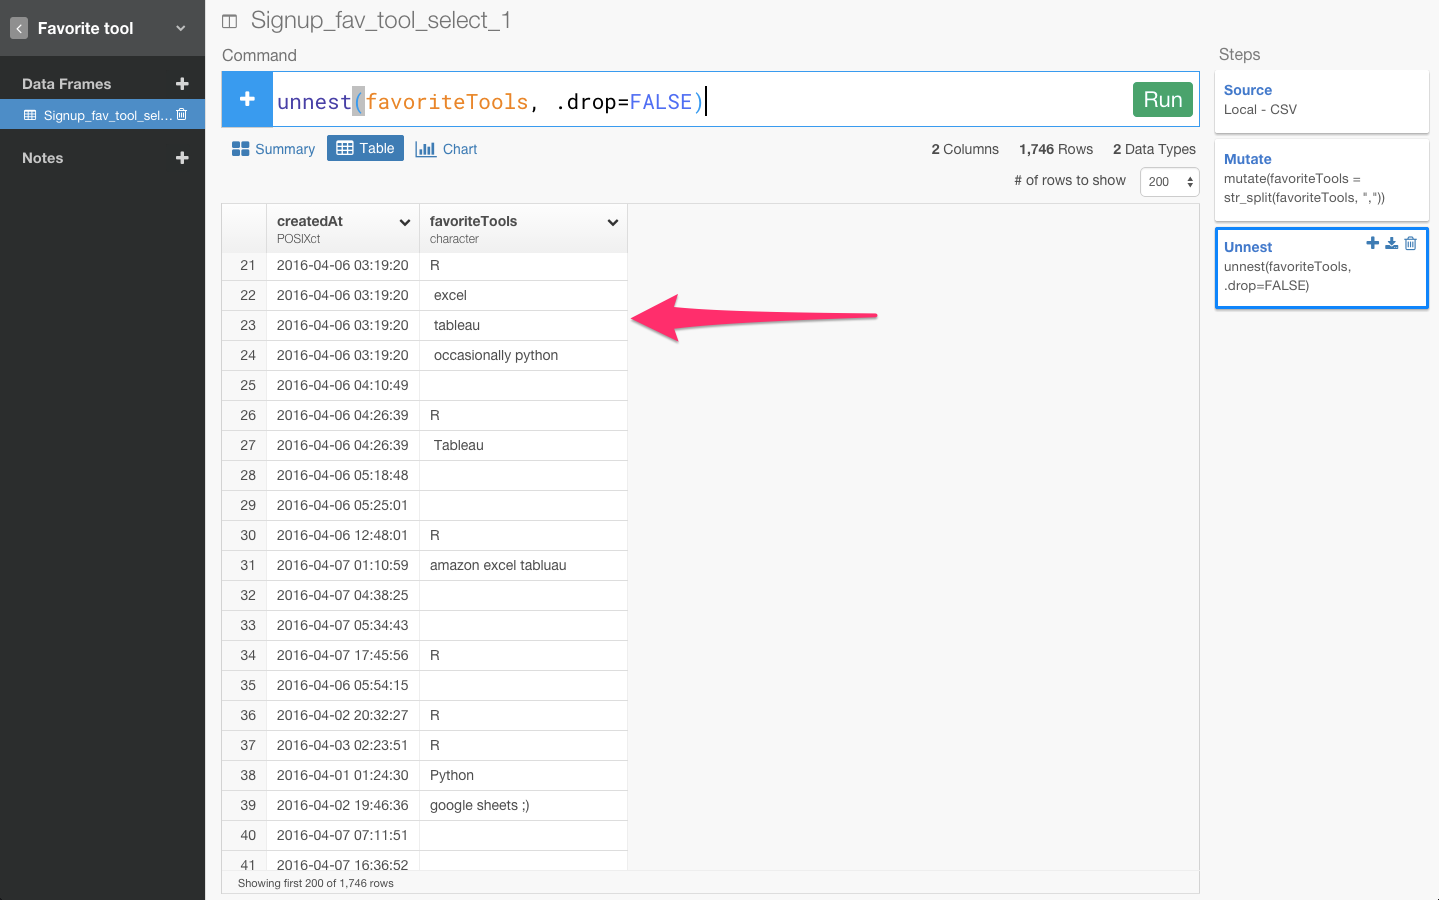 Favorite tool
Data Frames
Signup_fav_tool_sel...
Notes
Signup_fav_tool_select_1
Command
unnest(favoriteTools, .drop=FALSE)
Run
Summary Table Chart
2 Columns 1,746 Rows 2 Data Types
# of rows to show 200
createdAt favoriteTools
POSIXct character
21 2016-04-06 03:19:20 R
22 2016-04-06 03:19:20 excel
23 2016-04-06 03:19:20 tableau
24 2016-04-06 03:19:20 occasionally python
25 2016-04-06 04:10:49
26 2016-04-06 04:26:39 R
27 2016-04-06 04:26:39 Tableau
28 2016-04-06 05:18:48
29 2016-04-06 05:25:01
30 2016-04-06 12:48:01 R
31 2016-04-07 01:10:59 amazon excel tabluau
32 2016-04-07 04:38:25
33 2016-04-07 05:34:43
34 2016-04-07 17:45:56 R
35 2016-04-06 05:54:15
36 2016-04-02 20:32:27 R
37 2016-04-03 02:23:51 R
38 2016-04-01 01:24:30 Python
39 2016-04-02 19:46:36 google sheets ;)
40 2016-04-07 07:11:51
41 2016-04-07 16:36:52
Showing first 200 of 1,746 rows
Steps
Source
Local - CSV
Mutate
mutate(favoriteTools =
str_split(favoriteTools, ","))
Unnest
unnest(favoriteTools,
.drop=FALSE)